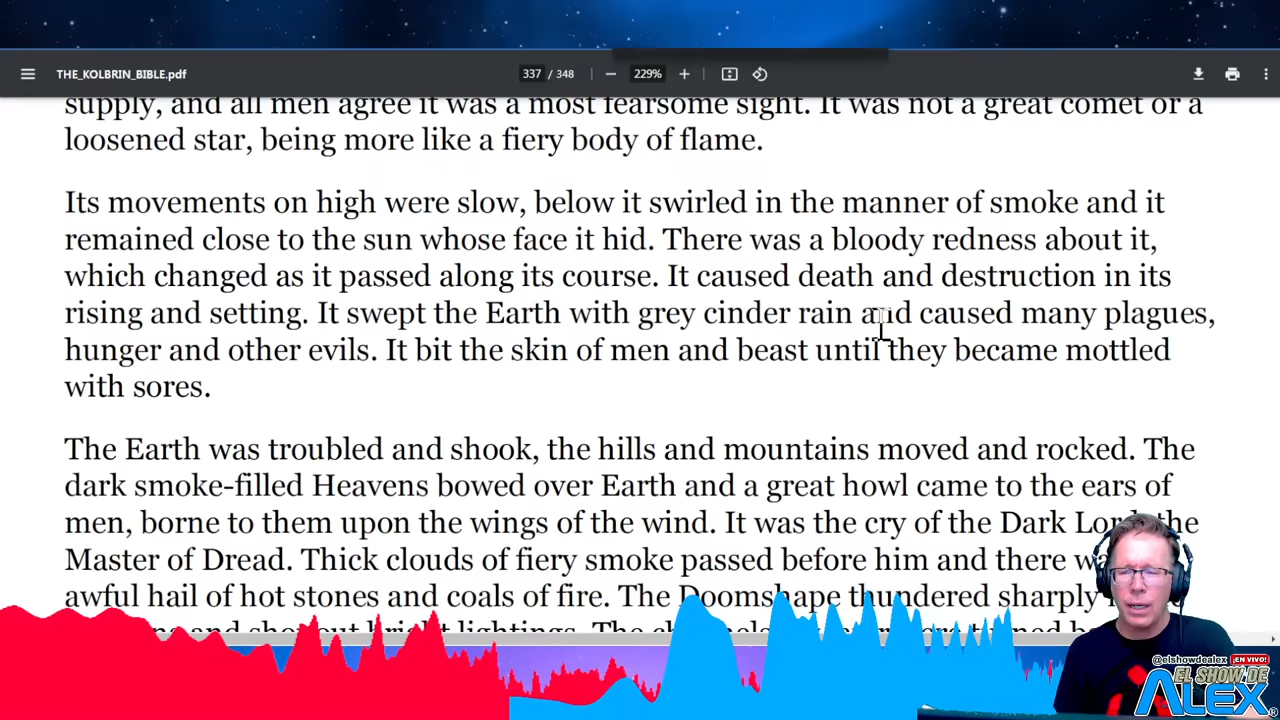 THE_KOLBRIN_BIBLE.pdf
337 / 348
229%
supply, and all men agree it was a most fearsome sight. It was not a great comet or a
loosened star, being more like a fiery body of flame.
Its movements on high were slow, below it swirled in the manner of smoke and it
remained close to the sun whose face it hid. There was a bloody redness about it,
which changed as it passed along its course. It caused death and destruction in its
rising and setting. It swept the Earth with grey cinder rain and caused many plagues,
hunger and other evils. It bit the skin of men and beast until they became mottled
with sores.
The Earth was troubled and shook, the hills and mountains moved and rocked. The
dark smoke-filled Heavens bowed over Earth and a great howl came to the ears of
men, borne to them upon the wings of the wind. It was the cry of the Dark Lord, the
Master of Dread. Thick clouds of fiery smoke passed before him and there
awful hail of hot stones and coals of fire. The Doomshape thundered sharply
and shot out bright lightings. The
@elshowdealex ¡EN VIVO!
EL SHOW DE
ALEX